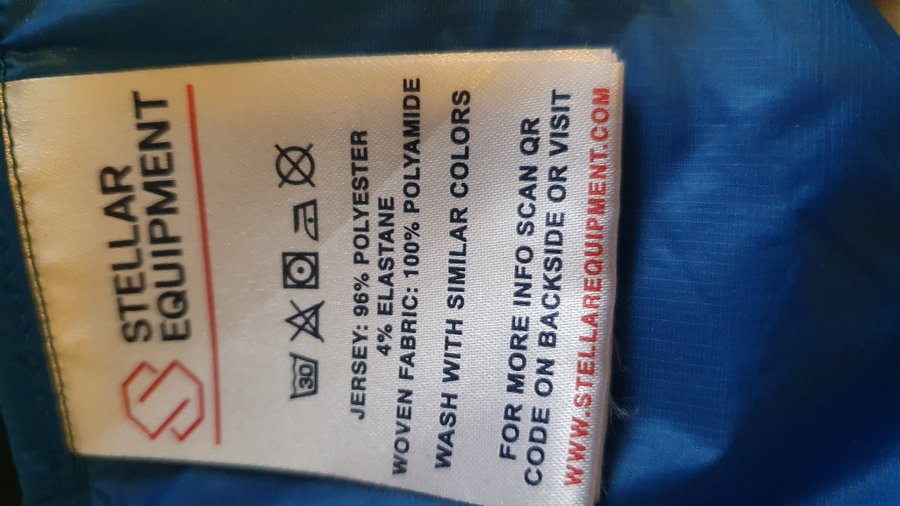 STELLAR
EQUIPMENT
30
JERSEY: 96% POLYESTER
4% ELASTANE
WOVEN FABRIC: 100% POLYAMIDE
WASH WITH SIMILAR COLORS
FOR MORE INFO SCAN QR
CODE ON BACKSIDE OR VISIT
WWW.STELLAREQUIPMENT.COM